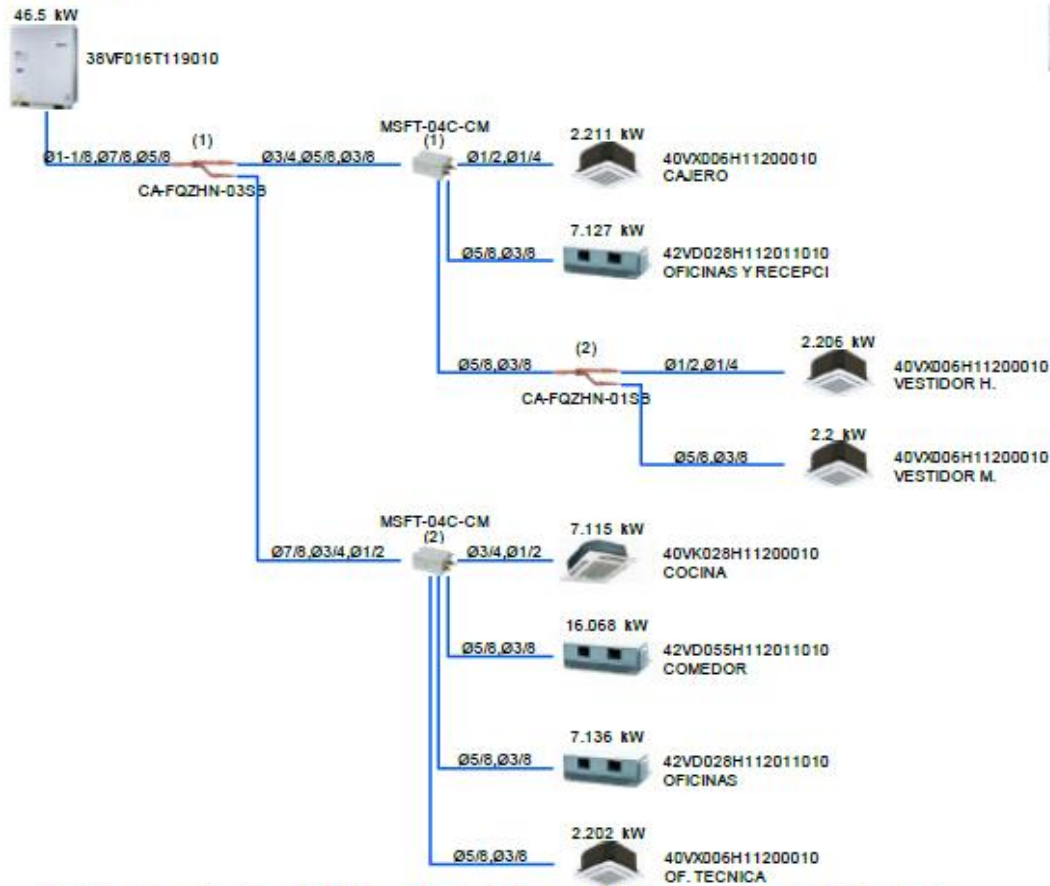 46.5 kW
38VF016T119010
(1)
Ø1-1/8,Ø7/8,Ø5/8
CA-FQZHN-03SB
Ø3/4,Ø5/8,Ø3/8
MSFT-04C-CM
(1)
Ø1/2,Ø1/4
2.211 kW
40VX006H11200010
CAJERO
Ø5/8,Ø3/8
7.127 kW
42VD028H112011010
OFICINAS Y RECEPCI
Ø5/8,Ø3/8
(2)
CA-FQZHN-01SB
Ø1/2,Ø1/4
2.206 kW
40VX006H11200010
VESTIDOR H.
Ø5/8,Ø3/8
2.2 kW
40VX006H11200010
VESTIDOR M.
Ø7/8,Ø3/4,Ø1/2
MSFT-04C-CM
(2)
Ø3/4,Ø1/2
7.115 kW
40VK028H11200010
COCINA
Ø5/8,Ø3/8
16.068 kW
42VD055H112011010
COMEDOR
Ø5/8,Ø3/8
7.136 kW
42VD028H112011010
OFICINAS
Ø5/8,Ø3/8
2.202 kW
40VX006H11200010
OF. TECNICA